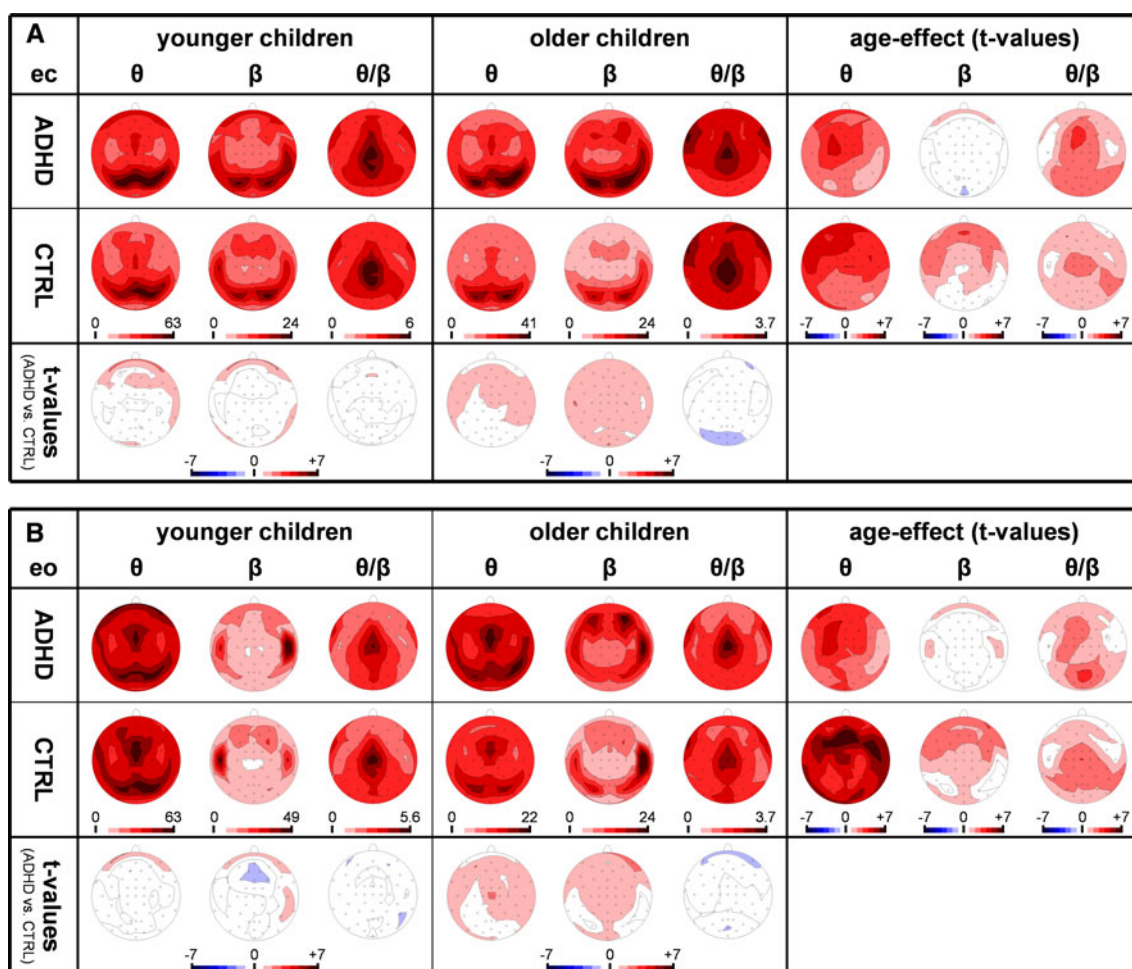 A younger children older children age-effect (t-values)
ec θ β θ/β θ β θ/β θ β θ/β
ADHD
CTRL
0 63 0 24 0 6 0 41 0 24 0 3.7 -7 0 +7 -7 0 +7 -7 0 +7
t-values
(ADHD vs. CTRL)
-7 0 +7 -7 0 +7
B younger children older children age-effect (t-values)
eo θ β θ/β θ β θ/β θ β θ/β
ADHD
CTRL
0 63 0 49 0 5.6 0 22 0 24 0 3.7 -7 0 +7 -7 0 +7 -7 0 +7
t-values
(ADHD vs. CTRL)
-7 0 +7 -7 0 +7